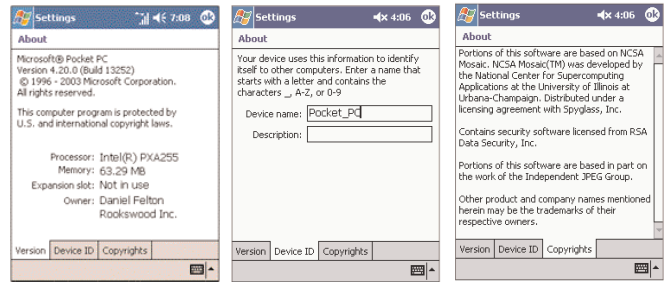 Settings 7:08 ok
About
Microsoft® Pocket PC
Version 4.20.0 (Build 13252)
© 1996 - 2003 Microsoft Corporation.
All rights reserved.
This computer program is protected by
U.S. and international copyright laws.
Processor: Intel(R) PXA255
Memory: 63.29 MB
Expansion slot: Not in use
Owner: Daniel Felton
Rookswood Inc.
Version Device ID Copyrights
Settings 4:06 ok
About
Your device uses this information to identify
itself to other computers. Enter a name that
starts with a letter and contains the
characters _, A-Z, or 0-9
Device name: Pocket_PC
Description:
Version Device ID Copyrights
Settings 4:06 ok
About
Portions of this software are based on NCSA
Mosaic. NCSA Mosaic(TM) was developed by
the National Center for Supercomputing
Applications at the University of Illinois at
Urbana-Champaign. Distributed under a
licensing agreement with Spyglass, Inc.
Contains security software licensed from RSA
Data Security, Inc.
Portions of this software are based in part on
the work of the Independent JPEG Group.
Other product and company names mentioned
herein may be the trademarks of their
respective owners.
Version Device ID Copyrights